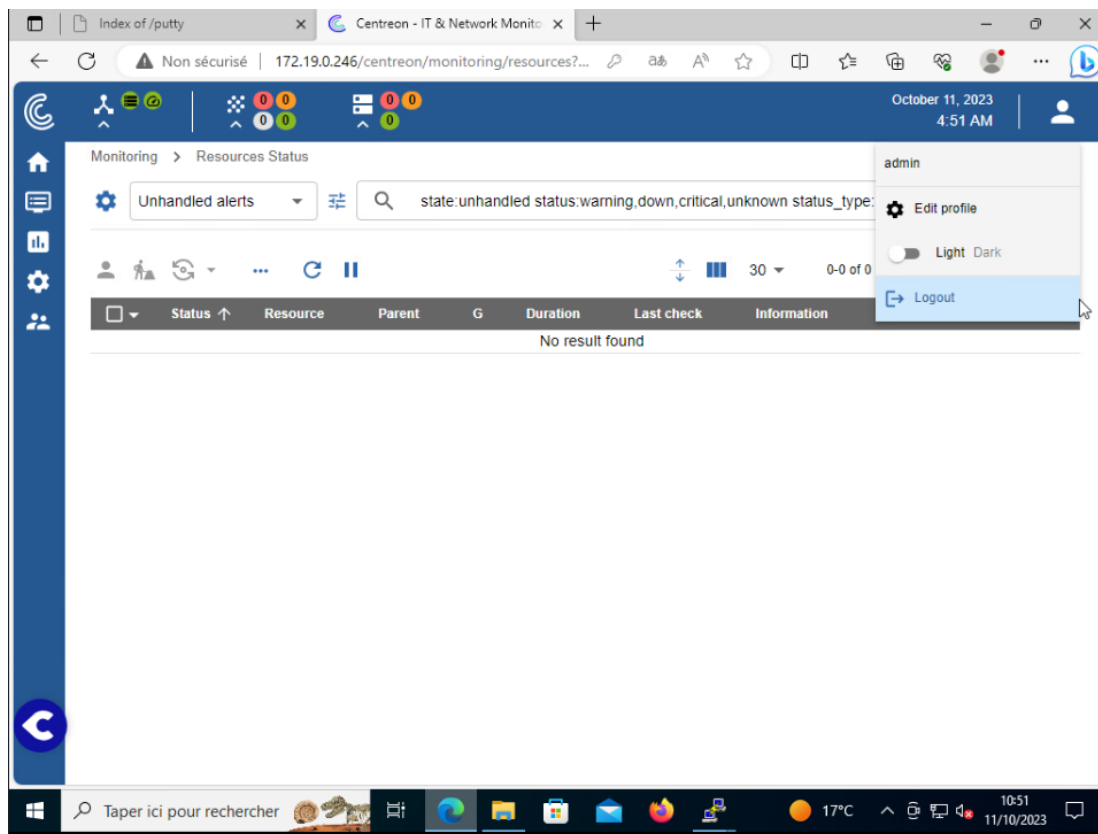 Index of /putty
Centreon - IT & Network Monito
Non sécurisé | 172.19.0.246/centreon/monitoring/resources?...
0 0
0 0
0 0
0
October 11, 2023
4:51 AM
Monitoring > Resources Status
admin
Unhandled alerts
state:unhandled status:warning,down,critical,unknown status_type:
Edit profile
Light Dark
30
0-0 of 0
Logout
Status
Resource
Parent
G
Duration
Last check
Information
No result found
Taper ici pour rechercher
17°C
10:51
11/10/2023